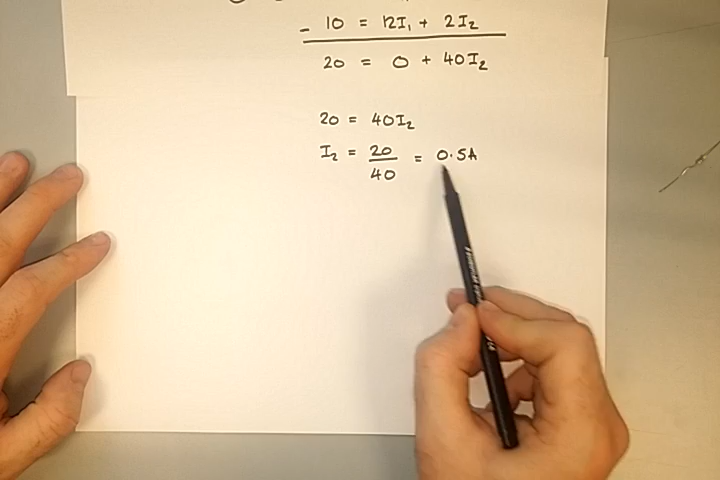 - 10 = 12I₁ + 2I₂
20 = 0 + 40I₂
20 = 40I₂
I₂ = 20/40 = 0.5A